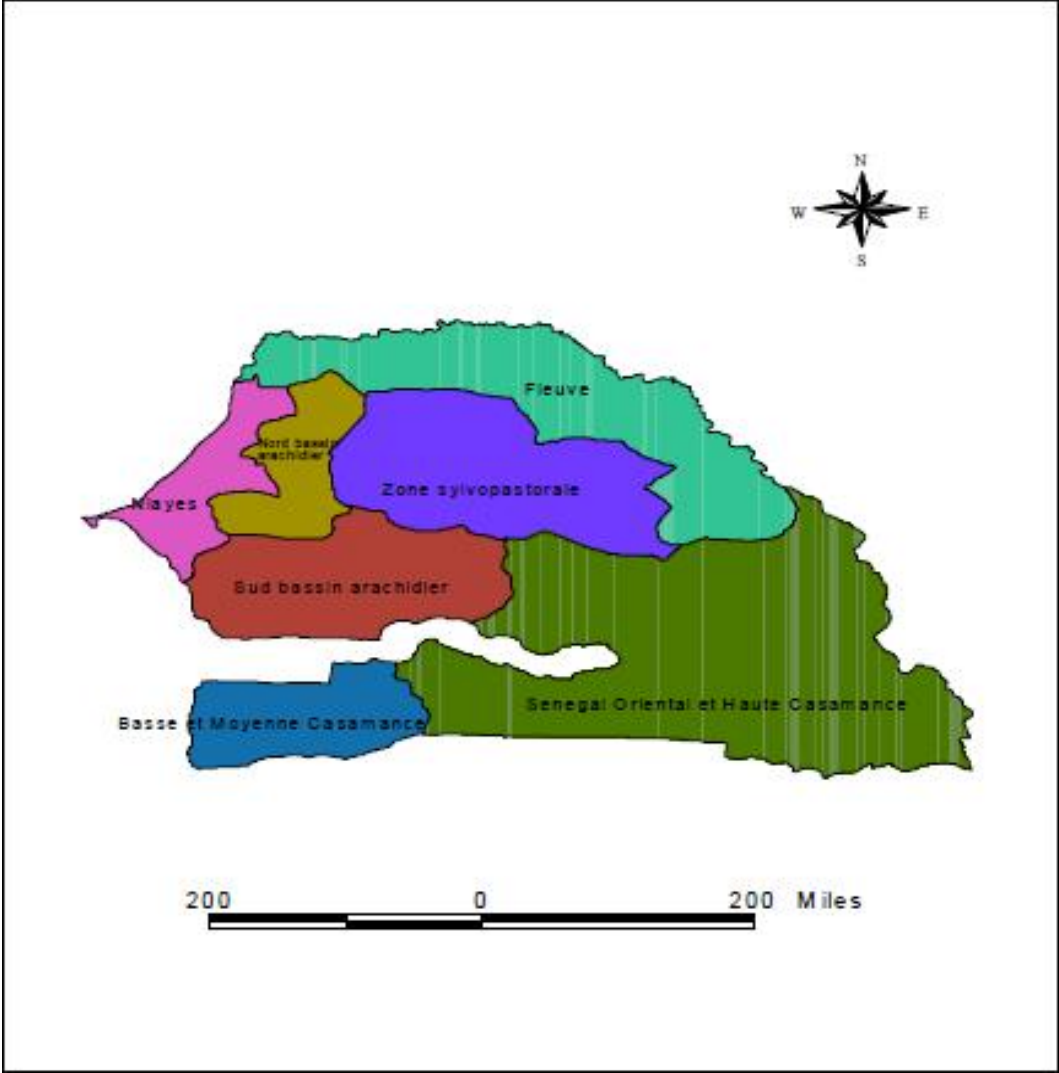 N
W E
S
Fleuve
Nord bassin
arachidier
Zone sylvopastorale
Niayes
Sud bassin arachidier
Senegal Oriental et Haute Casamance
Basse et Moyenne Casamance
200 0 200 Miles